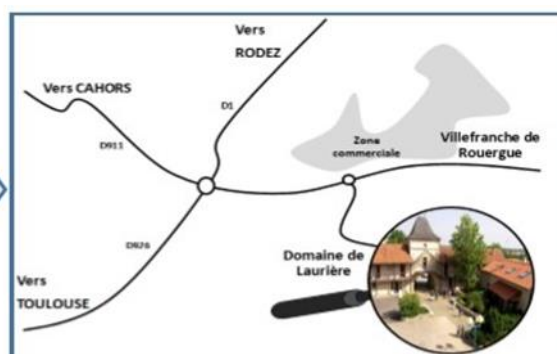 Vers
RODEZ
Vers CAHORS
D1
D911
Zone
commerciale
Villefranche de
Rouergue
D926
Domaine de
Laurière
Vers
TOULOUSE